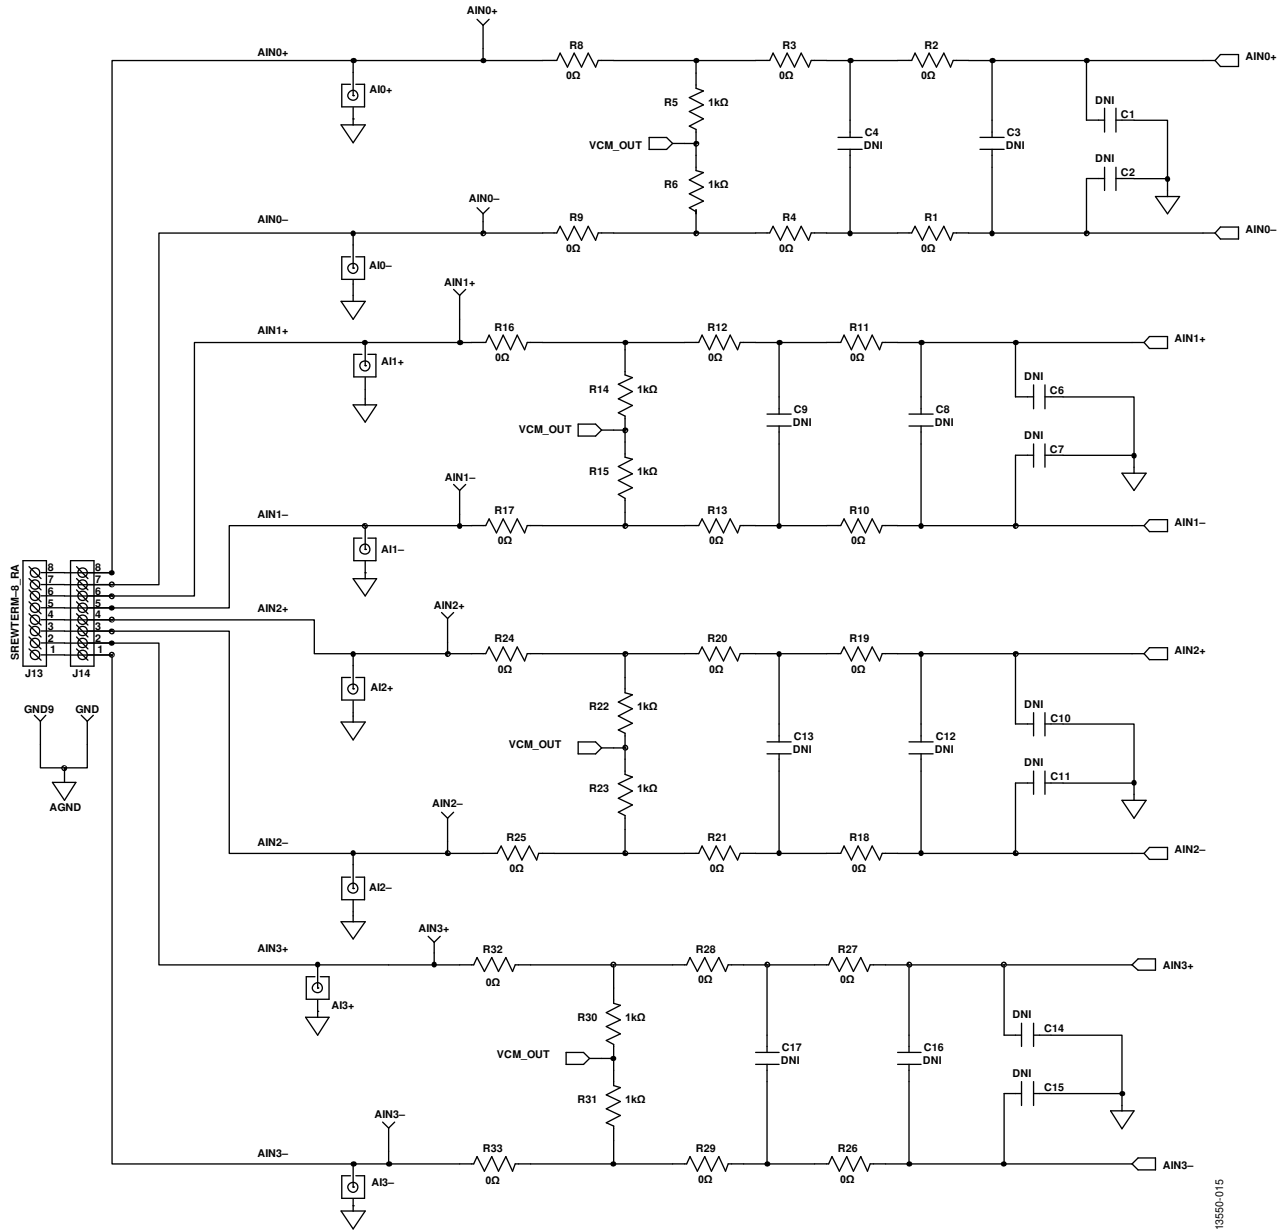 AIN0+
AIN0+ R8 R3 R2 AIN0+
0Ω 0Ω 0Ω
AI0+ R5 1kΩ DNI C1
VCM_OUT C4 DNI C3 DNI
R6 1kΩ DNI C2
AIN0–
AIN0– R9 R4 R1 AIN0–
0Ω 0Ω 0Ω
AI0–
AIN1+
AIN1+ R16 R12 R11 AIN1+
0Ω 0Ω 0Ω
AI1+ R14 1kΩ DNI C6
VCM_OUT C9 DNI C8 DNI
R15 1kΩ DNI C7
AIN1–
AIN1– R17 R13 R10 AIN1–
0Ω 0Ω 0Ω
AI1–
SREWTERM–8_RA
8 8
7 7
6 6
5 5
4 4
3 3
2 2
1 1
J13 J14
GND9 GND
AGND
AIN2+
AIN2+ R24 R20 R19 AIN2+
0Ω 0Ω 0Ω
AI2+ R22 1kΩ DNI C10
VCM_OUT C13 DNI C12 DNI
R23 1kΩ DNI C11
AIN2–
AIN2– R25 R21 R18 AIN2–
0Ω 0Ω 0Ω
AI2–
AIN3+
AIN3+ R32 R28 R27 AIN3+
0Ω 0Ω 0Ω
AI3+ R30 1kΩ DNI C14
VCM_OUT C17 DNI C16 DNI
R31 1kΩ DNI C15
AIN3–
AIN3– R33 R29 R26 AIN3–
0Ω 0Ω 0Ω
AI3–
13550-015